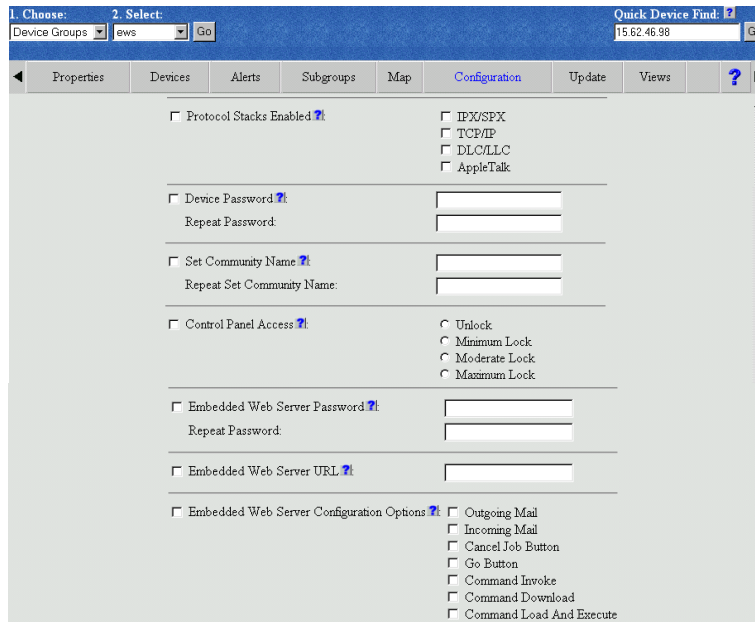 1. Choose: 2. Select: Quick Device Find: ?
Device Groups ews Go 15.62.46.98
Properties Devices Alerts Subgroups Map Configuration Update Views ?
Protocol Stacks Enabled ?: IPX/SPX
TCP/IP
DLC/LLC
AppleTalk
Device Password ?:
Repeat Password:
Set Community Name ?:
Repeat Set Community Name:
Control Panel Access ?: Unlock
Minimum Lock
Moderate Lock
Maximum Lock
Embedded Web Server Password ?:
Repeat Password:
Embedded Web Server URL ?:
Embedded Web Server Configuration Options ?: Outgoing Mail
Incoming Mail
Cancel Job Button
Go Button
Command Invoke
Command Download
Command Load And Execute